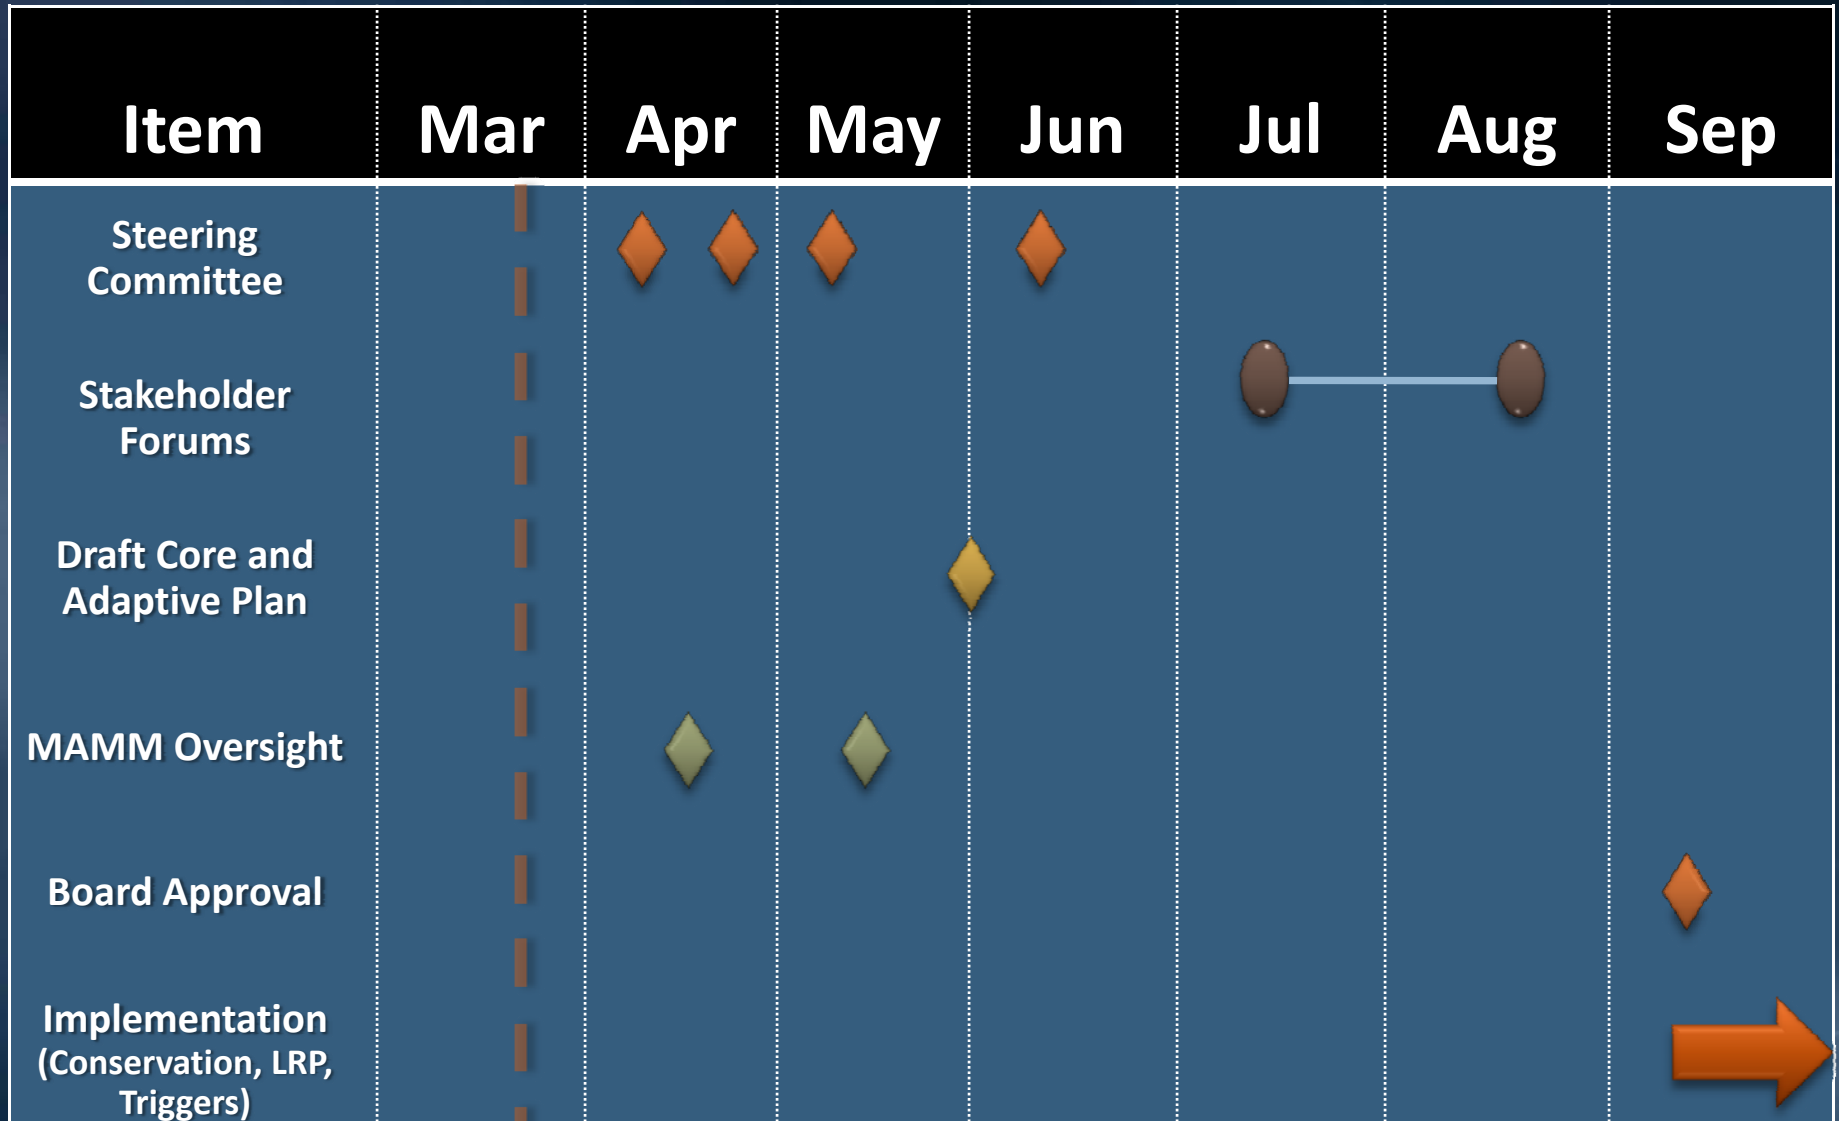 Item Mar Apr May Jun Jul Aug Sep
Steering
Committee
Stakeholder
Forums
Draft Core and
Adaptive Plan
MAMM Oversight
Board Approval
Implementation
(Conservation, LRP,
Triggers)